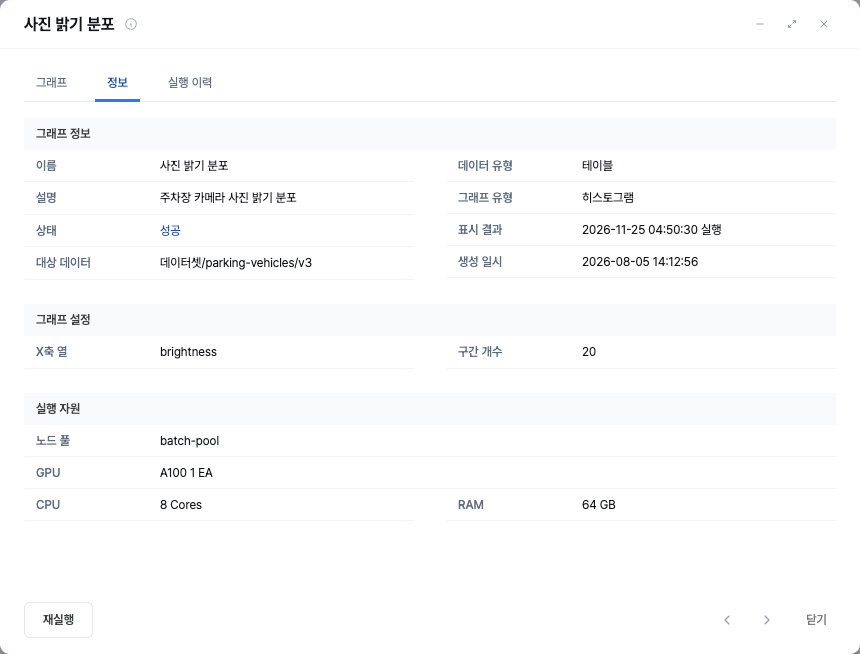 사진 밝기 분포
그래프 정보 실행 이력
그래프 정보
이름 사진 밝기 분포 데이터 유형 테이블
설명 주차장 카메라 사진 밝기 분포 그래프 유형 히스토그램
상태 성공 표시 결과 2026-11-25 04:50:30 실행
대상 데이터 데이터셋/parking-vehicles/v3 생성 일시 2026-08-05 14:12:56
그래프 설정
X축 열 brightness 구간 개수 20
실행 자원
노드 풀 batch-pool
GPU A100 1 EA
CPU 8 Cores RAM 64 GB
재실행 닫기